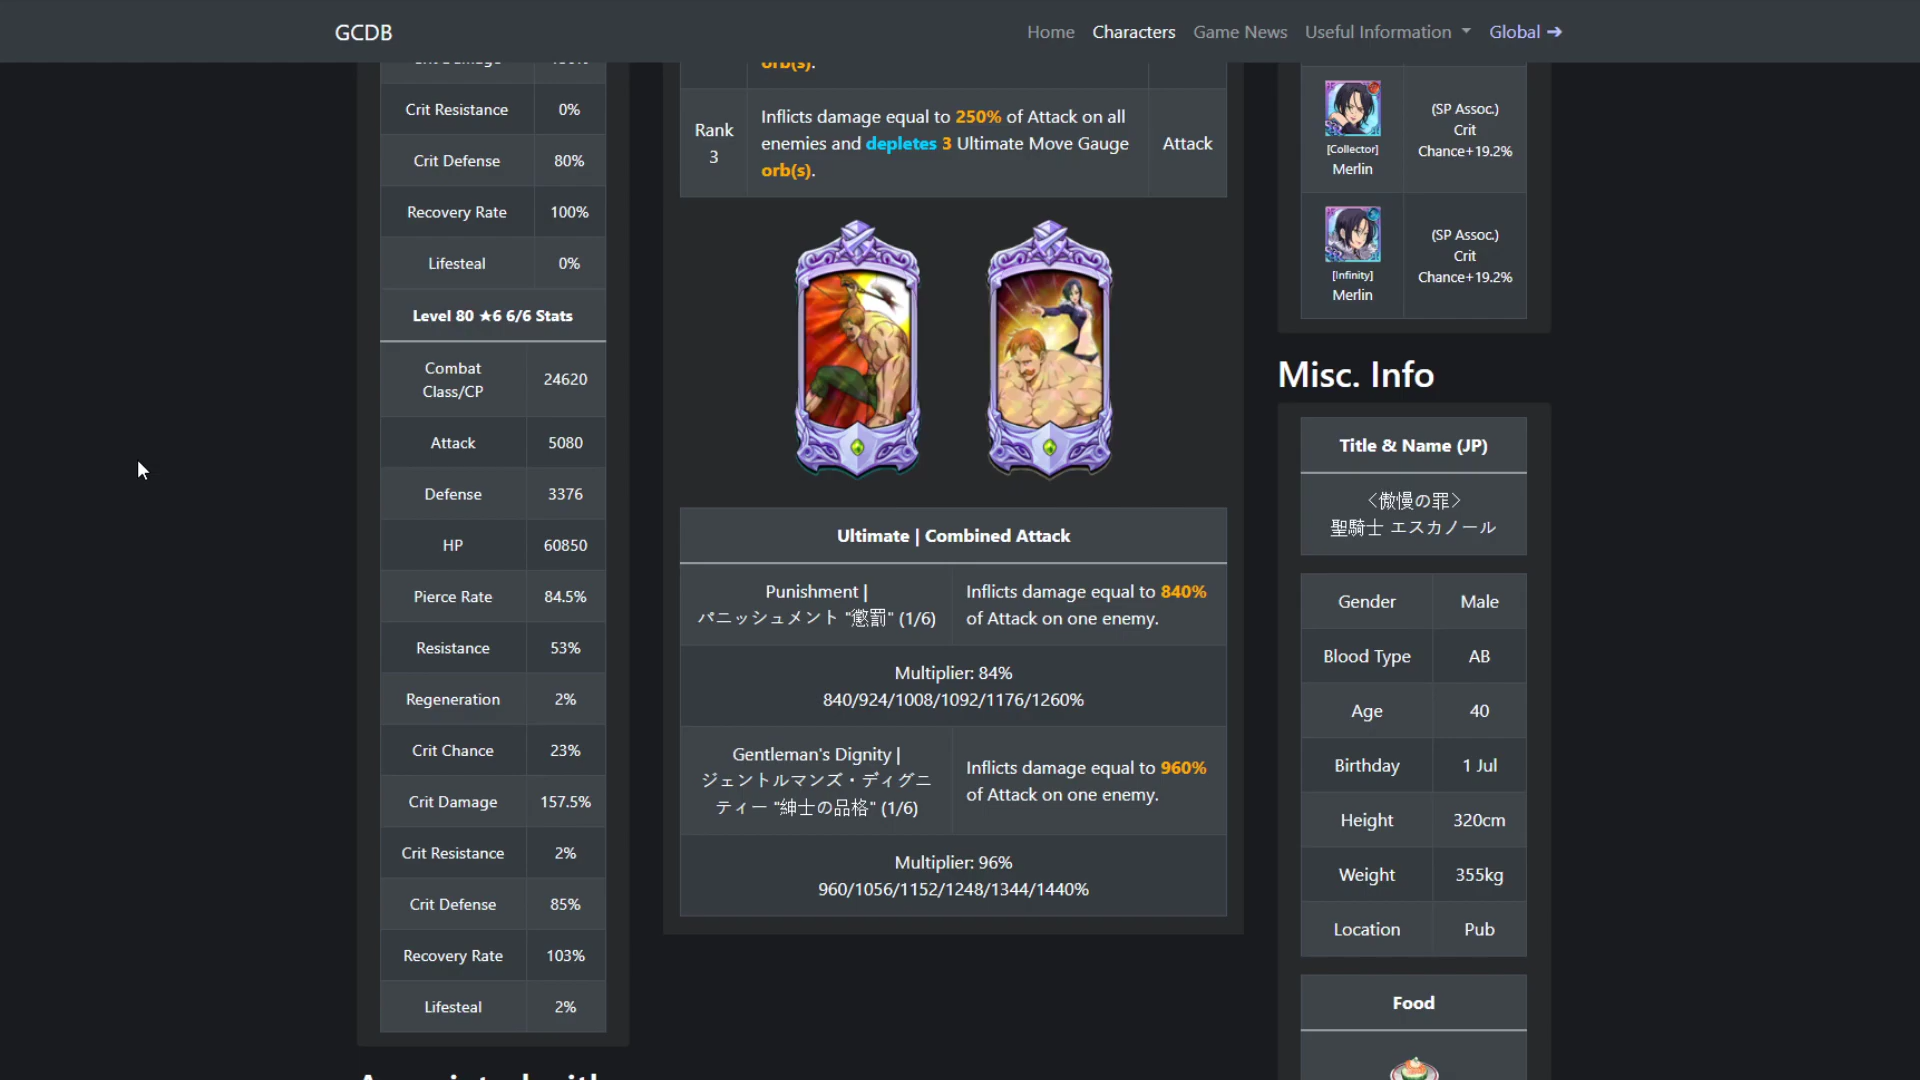 GCDB
Home
Characters
Game News
Useful Information
Global ➔
Crit Resistance
0%
Crit Defense
80%
Recovery Rate
100%
Lifesteal
0%
Level 80 ★6 6/6 Stats
Combat
Class/CP
24620
Attack
5080
Defense
3376
HP
60850
Pierce Rate
84.5%
Resistance
53%
Regeneration
2%
Crit Chance
23%
Crit Damage
157.5%
Crit Resistance
2%
Crit Defense
85%
Recovery Rate
103%
Lifesteal
2%
orb(s).
Rank
3
Inflicts damage equal to 250% of Attack on all
enemies and depletes 3 Ultimate Move Gauge
orb(s).
Attack
Ultimate | Combined Attack
Punishment |
パニッシュメント "懲罰" (1/6)
Inflicts damage equal to 840%
of Attack on one enemy.
Multiplier: 84%
840/924/1008/1092/1176/1260%
Gentleman's Dignity |
ジェントルマンズ・ディグニ
ティー "紳士の品格" (1/6)
Inflicts damage equal to 960%
of Attack on one enemy.
Multiplier: 96%
960/1056/1152/1248/1344/1440%
[Collector]
Merlin
(SP Assoc.)
Crit
Chance+19.2%
[Infinity]
Merlin
(SP Assoc.)
Crit
Chance+19.2%
Misc. Info
Title & Name (JP)
〈傲慢の罪〉
聖騎士 エスカノール
Gender
Male
Blood Type
AB
Age
40
Birthday
1 Jul
Height
320cm
Weight
355kg
Location
Pub
Food